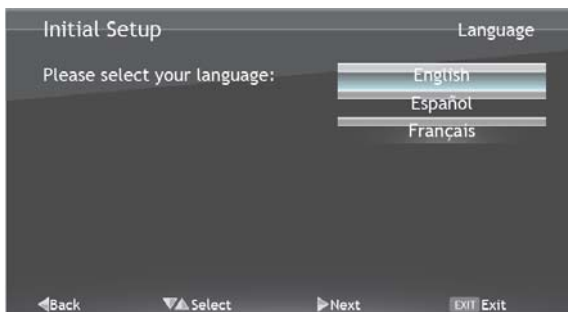 Initial Setup Language
Please select your language: English
Español
Français
Back Select Next EXIT Exit